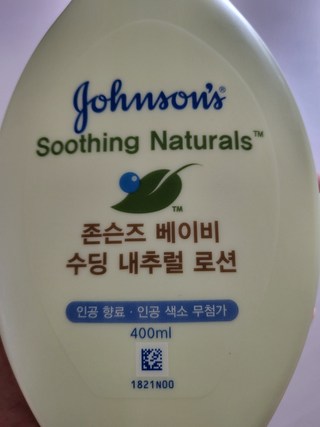 Johnson's®
Soothing Naturals™
™
존슨즈 베이비
수딩 내추럴 로션
인공 향료 · 인공 색소 무첨가
400ml
1821N00